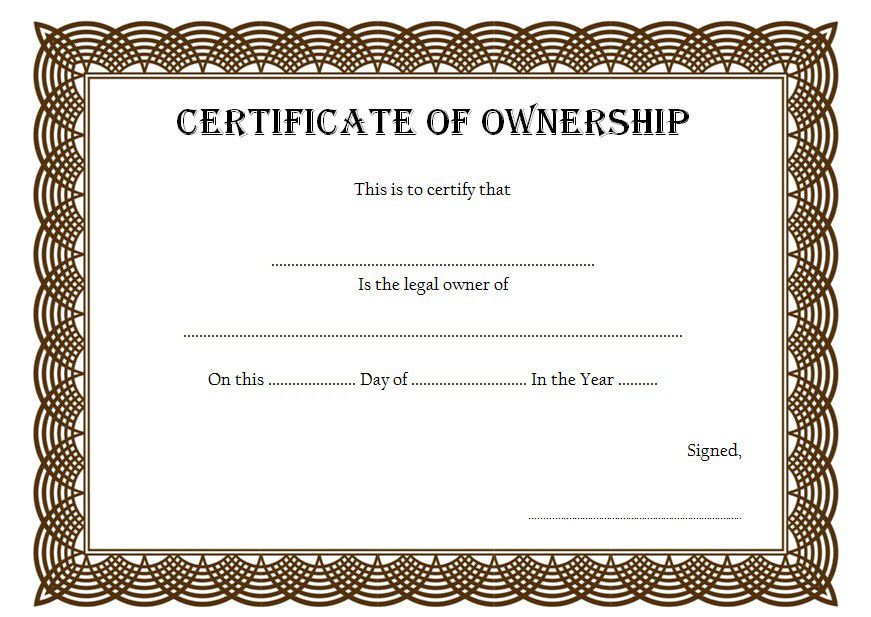 CERTIFICATE OF OWNERSHIP
This is to certify that
................................................................................
Is the legal owner of
............................................................................................................................
On this ...................... Day of ............................. In the Year ..........
Signed,
........................................................................